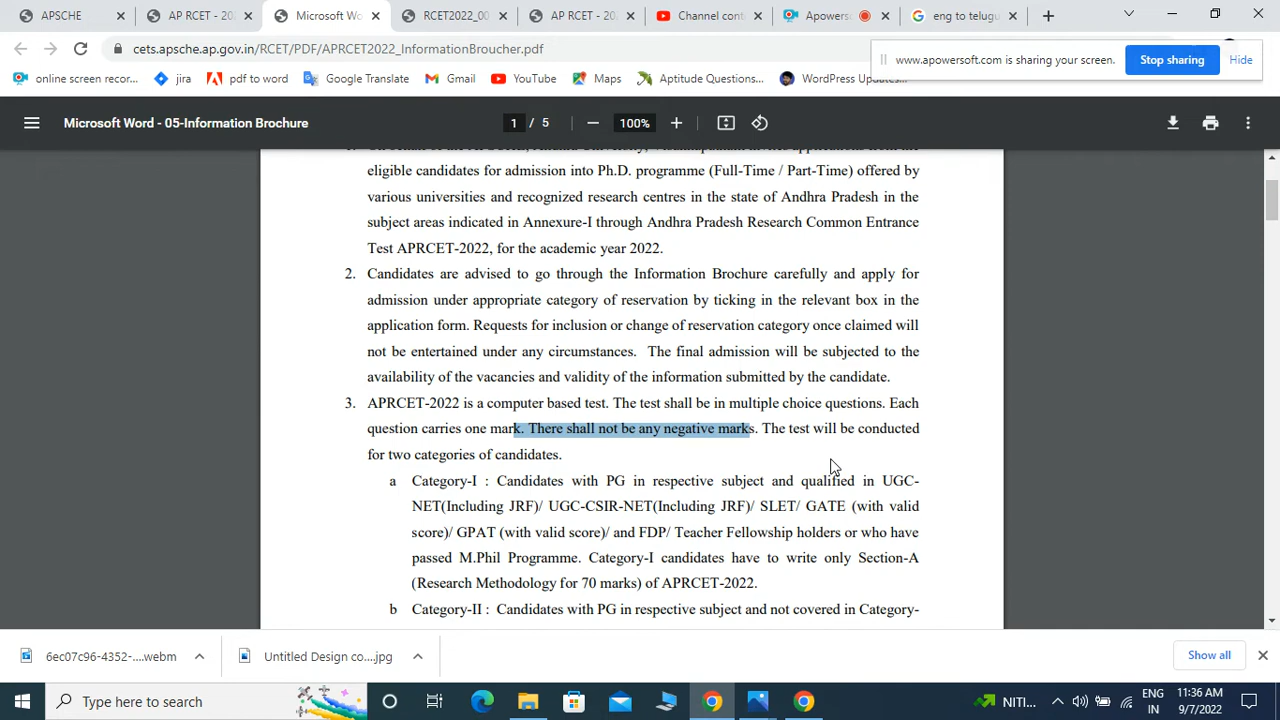 APSCHE
AP RCET - 202
Microsoft Wo
RCET2022_00
AP RCET - 202
Channel cont
Apowers
eng to telugu
cets.apsche.ap.gov.in/RCET/PDF/APRCET2022_InformationBroucher.pdf
www.apowersoft.com is sharing your screen.
Stop sharing
Hide
online screen recor...
jira
pdf to word
Google Translate
Gmail
YouTube
Maps
Aptitude Questions...
WordPress Updates...
Microsoft Word - 05-Information Brochure
1 / 5
100%
eligible candidates for admission into Ph.D. programme (Full-Time / Part-Time) offered by
various universities and recognized research centres in the state of Andhra Pradesh in the
subject areas indicated in Annexure-I through Andhra Pradesh Research Common Entrance
Test APRCET-2022, for the academic year 2022.
2. Candidates are advised to go through the Information Brochure carefully and apply for
admission under appropriate category of reservation by ticking in the relevant box in the
application form. Requests for inclusion or change of reservation category once claimed will
not be entertained under any circumstances. The final admission will be subjected to the
availability of the vacancies and validity of the information submitted by the candidate.
3. APRCET-2022 is a computer based test. The test shall be in multiple choice questions. Each
question carries one mark. There shall not be any negative marks. The test will be conducted
for two categories of candidates.
a Category-I : Candidates with PG in respective subject and qualified in UGC-
NET(Including JRF)/ UGC-CSIR-NET(Including JRF)/ SLET/ GATE (with valid
score)/ GPAT (with valid score)/ and FDP/ Teacher Fellowship holders or who have
passed M.Phil Programme. Category-I candidates have to write only Section-A
(Research Methodology for 70 marks) of APRCET-2022.
b Category-II : Candidates with PG in respective subject and not covered in Category-
6ec07c96-4352-....webm
Untitled Design co....jpg
Show all
Type here to search
NITI...
ENG
IN
11:36 AM
9/7/2022